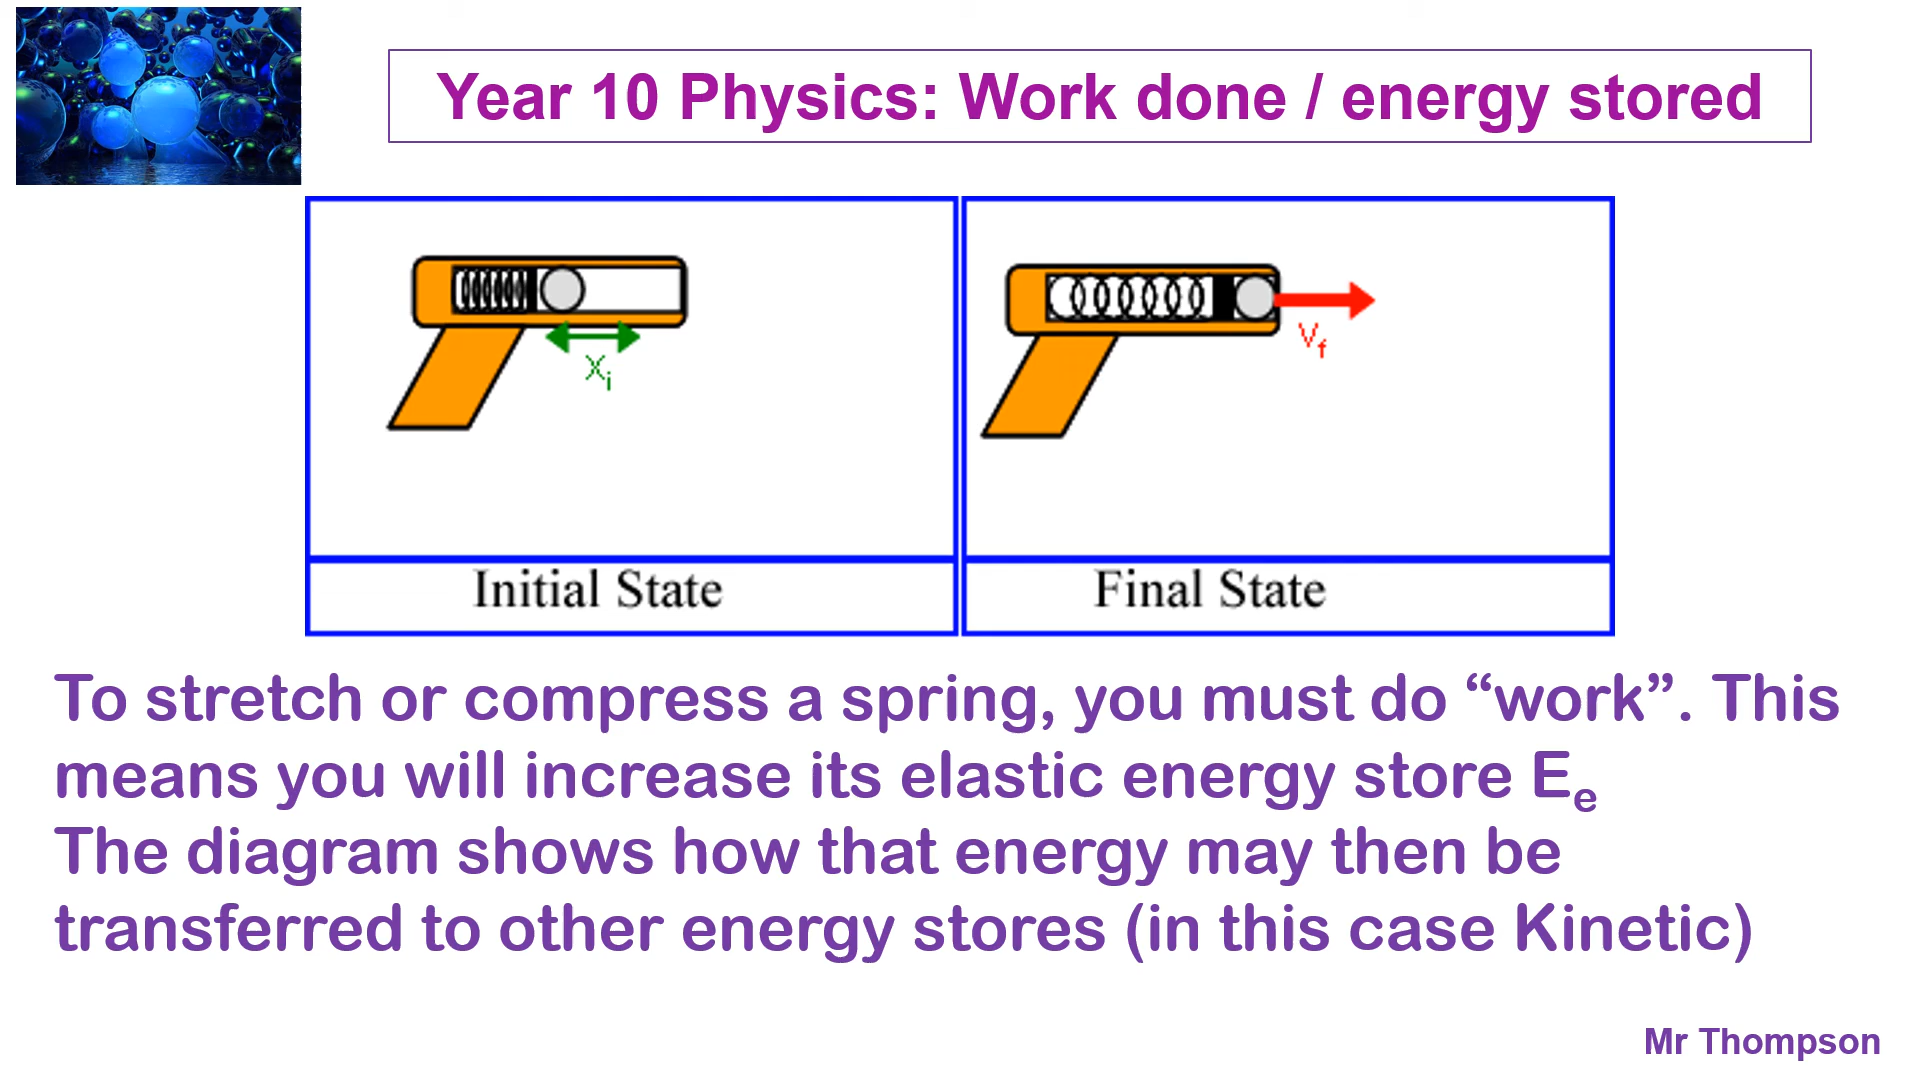 Year 10 Physics: Work done / energy stored
Xi
Vf
Initial State
Final State
To stretch or compress a spring, you must do “work”. This
means you will increase its elastic energy store Ee
The diagram shows how that energy may then be
transferred to other energy stores (in this case Kinetic)
Mr Thompson